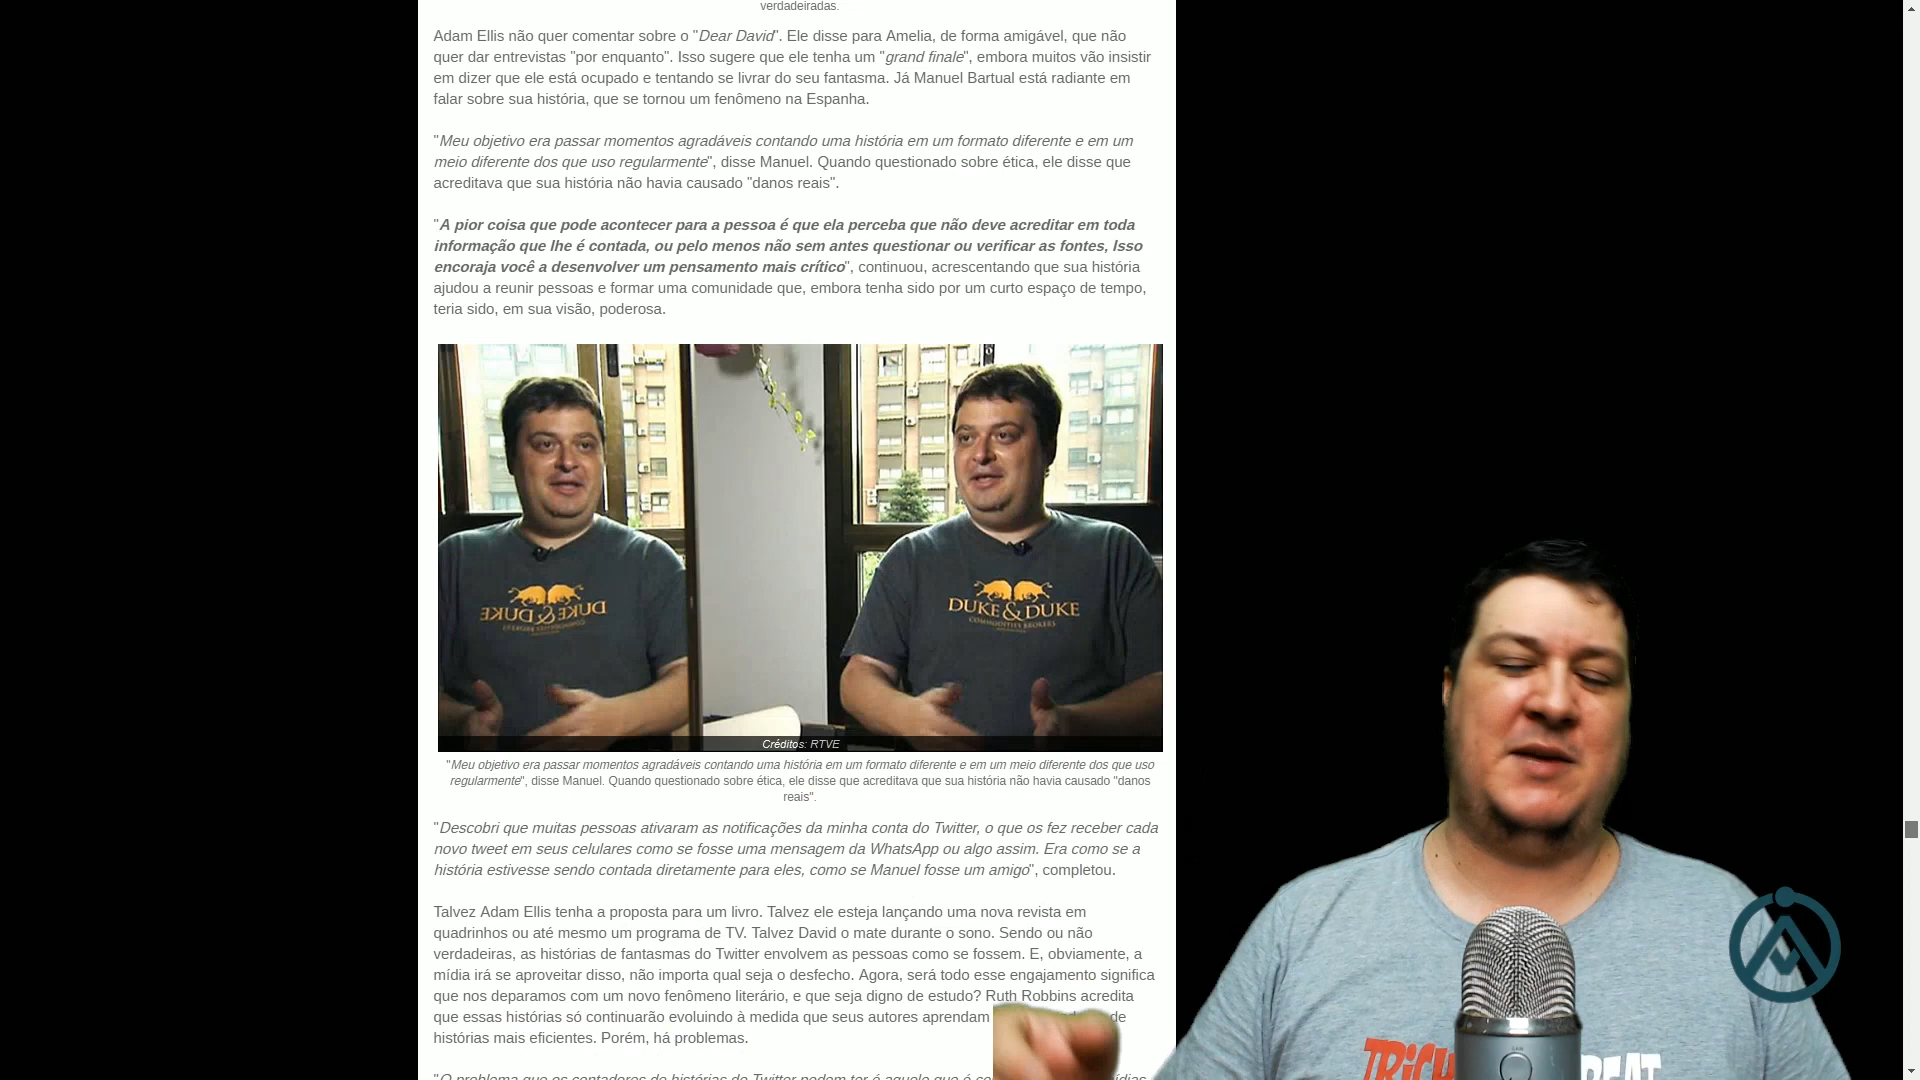 verdadeiradas.
Adam Ellis não quer comentar sobre o "Dear David". Ele disse para Amelia, de forma amigável, que não
quer dar entrevistas "por enquanto". Isso sugere que ele tenha um "grand finale", embora muitos vão insistir
em dizer que ele está ocupado e tentando se livrar do seu fantasma. Já Manuel Bartual está radiante em
falar sobre sua história, que se tornou um fenômeno na Espanha.
"Meu objetivo era passar momentos agradáveis contando uma história em um formato diferente e em um
meio diferente dos que uso regularmente", disse Manuel. Quando questionado sobre ética, ele disse que
acreditava que sua história não havia causado "danos reais".
"A pior coisa que pode acontecer para a pessoa é que ela perceba que não deve acreditar em toda
informação que lhe é contada, ou pelo menos não sem antes questionar ou verificar as fontes, Isso
encoraja você a desenvolver um pensamento mais crítico", continuou, acrescentando que sua história
ajudou a reunir pessoas e formar uma comunidade que, embora tenha sido por um curto espaço de tempo,
teria sido, em sua visão, poderosa.
DUKE & DUKE
DUKE & DUKE
COMMODITIES BROKERS
Créditos: RTVE
"Meu objetivo era passar momentos agradáveis contando uma história em um formato diferente e em um meio diferente dos que uso
regularmente", disse Manuel. Quando questionado sobre ética, ele disse que acreditava que sua história não havia causado "danos
reais".
"Descobri que muitas pessoas ativaram as notificações da minha conta do Twitter, o que os fez receber cada
novo tweet em seus celulares como se fosse uma mensagem da WhatsApp ou algo assim. Era como se a
história estivesse sendo contada diretamente para eles, como se Manuel fosse um amigo", completou.
Talvez Adam Ellis tenha a proposta para um livro. Talvez ele esteja lançando uma nova revista em
quadrinhos ou até mesmo um programa de TV. Talvez David o mate durante o sono. Sendo ou não
verdadeiras, as histórias de fantasmas do Twitter envolvem as pessoas como se fossem. E, obviamente, a
mídia irá se aproveitar disso, não importa qual seja o desfecho. Agora, será todo esse engajamento significa
que nos deparamos com um novo fenômeno literário, e que seja digno de estudo? Ruth Robbins acredita
que essas histórias só continuarão evoluindo à medida que seus autores aprendam de
histórias mais eficientes. Porém, há problemas.
"O problema que os contadores de histórias do Twitter podem ter é aquele que é